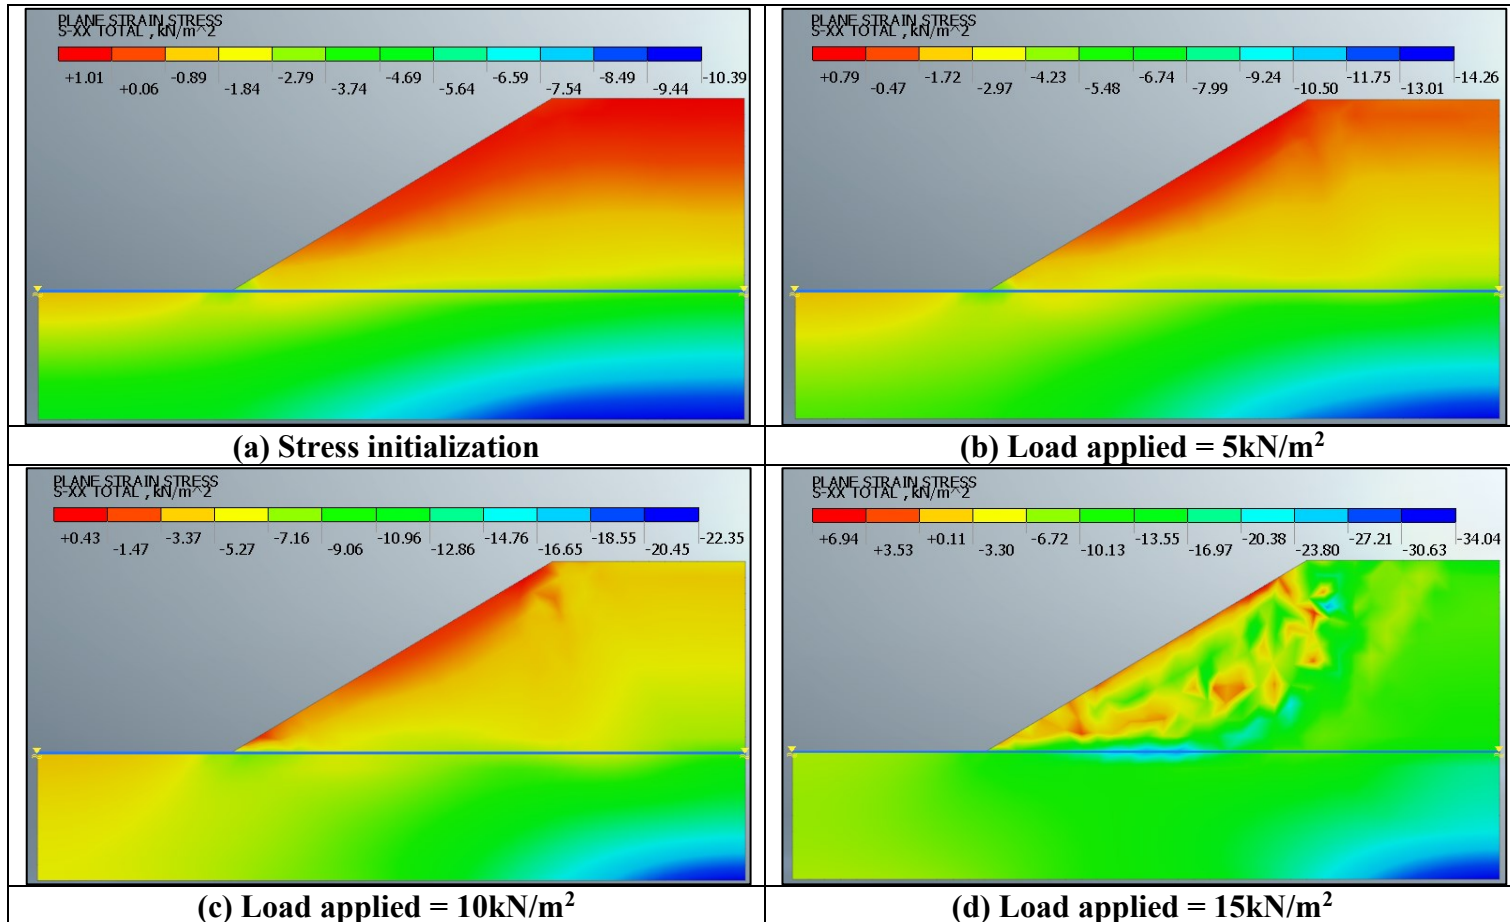 PLANE STRAIN STRESS
S-XX TOTAL , kN/m^2
+1.01 +0.06 -0.89 -1.84 -2.79 -3.74 -4.69 -5.64 -6.59 -7.54 -8.49 -9.44 -10.39
(a) Stress initialization
PLANE STRAIN STRESS
S-XX TOTAL , kN/m^2
+0.79 -0.47 -1.72 -2.97 -4.23 -5.48 -6.74 -7.99 -9.24 -10.50 -11.75 -13.01 -14.26
(b) Load applied = 5kN/m²
PLANE STRAIN STRESS
S-XX TOTAL , kN/m^2
+0.43 -1.47 -3.37 -5.27 -7.16 -9.06 -10.96 -12.86 -14.76 -16.65 -18.55 -20.45 -22.35
(c) Load applied = 10kN/m²
PLANE STRAIN STRESS
S-XX TOTAL , kN/m^2
+6.94 +3.53 +0.11 -3.30 -6.72 -10.13 -13.55 -16.97 -20.38 -23.80 -27.21 -30.63 -34.04
(d) Load applied = 15kN/m²